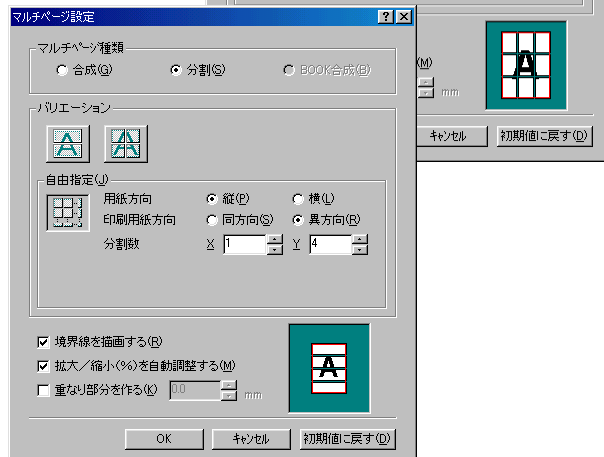 マルチページ設定
マルチページ種類
合成(G)
分割(S)
BOOK合成(B)
バリエーション
自由指定(J)
用紙方向
縦(P)
横(L)
印刷用紙方向
同方向(S)
異方向(R)
分割数
X 1
Y 4
境界線を描画する(R)
拡大／縮小(%)を自動調整する(M)
重なり部分を作る(K) 0.0 mm
OK
キャンセル
初期値に戻す(D)
(M)
mm
キャンセル
初期値に戻す(D)